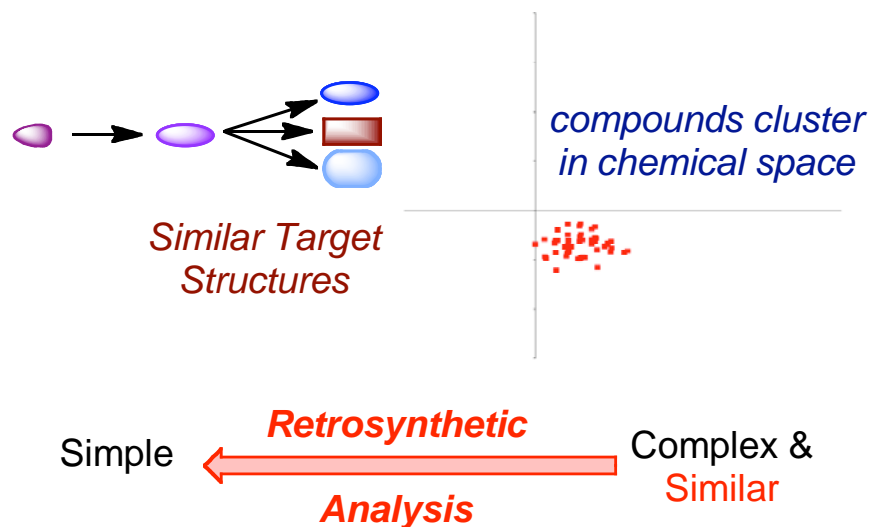 compounds cluster
in chemical space
Similar Target
Structures
Retrosynthetic
Simple
Complex &
Similar
Analysis